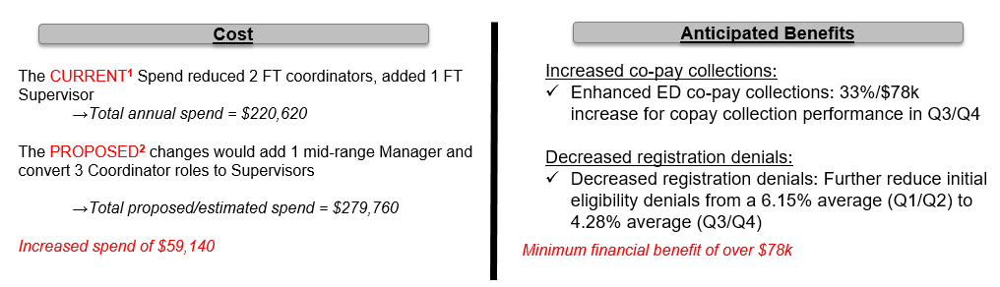 Cost
The CURRENT¹ Spend reduced 2 FT coordinators, added 1 FT
Supervisor
→Total annual spend = $220,620
The PROPOSED² changes would add 1 mid-range Manager and
convert 3 Coordinator roles to Supervisors
→Total proposed/estimated spend = $279,760
Increased spend of $59,140
Anticipated Benefits
Increased co-pay collections:
✓ Enhanced ED co-pay collections: 33%/$78k
increase for copay collection performance in Q3/Q4
Decreased registration denials:
✓ Decreased registration denials: Further reduce initial
eligibility denials from a 6.15% average (Q1/Q2) to
4.28% average (Q3/Q4)
Minimum financial benefit of over $78k